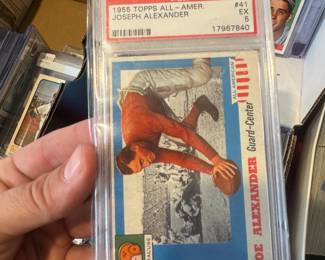 1955 TOPPS ALL-AMER. #41
JOSEPH ALEXANDER EX
5
17967840
ALL AMERICAN
JOE ALEXANDER Guard-Center